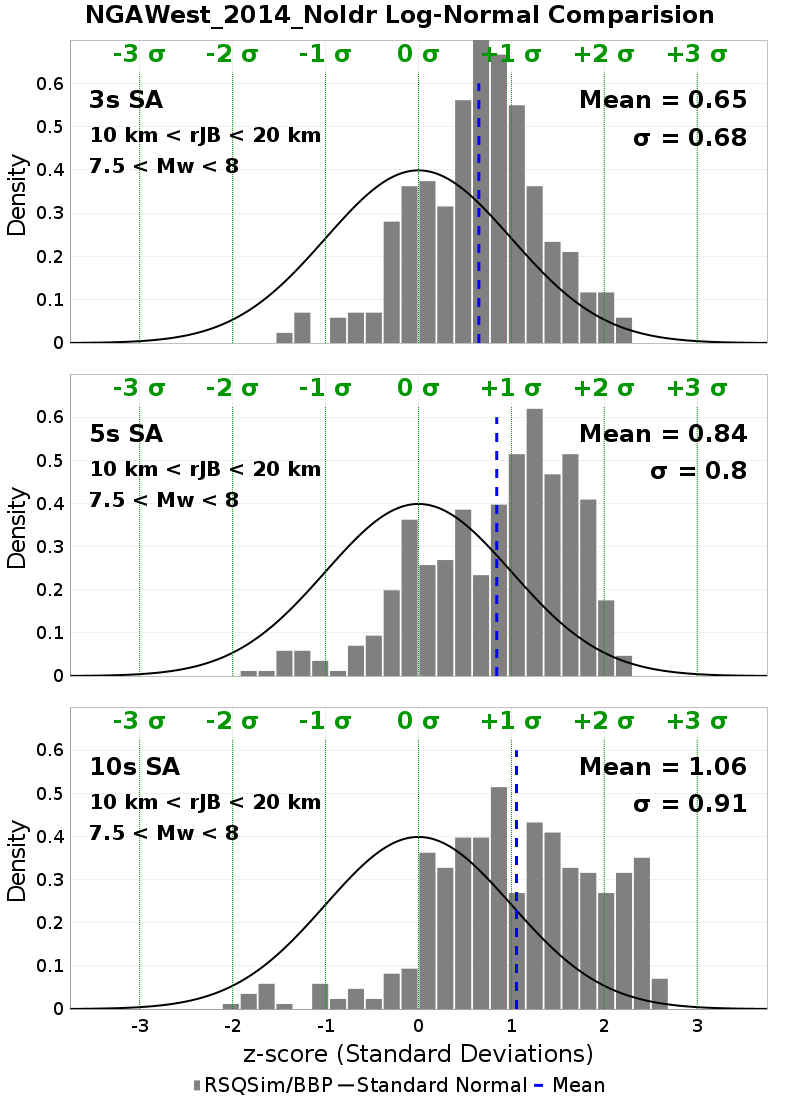 NGAWest_2014_NoIdr Log-Normal Comparision
-3 σ -2 σ -1 σ 0 σ +1 σ +2 σ +3 σ
3s SA
10 km < rJB < 20 km
7.5 < Mw < 8
Mean = 0.65
σ = 0.68
Density
0.6
0.5
0.4
0.3
0.2
0.1
0
-3 σ -2 σ -1 σ 0 σ +1 σ +2 σ +3 σ
5s SA
10 km < rJB < 20 km
7.5 < Mw < 8
Mean = 0.84
σ = 0.8
Density
0.6
0.5
0.4
0.3
0.2
0.1
0
-3 σ -2 σ -1 σ 0 σ +1 σ +2 σ +3 σ
10s SA
10 km < rJB < 20 km
7.5 < Mw < 8
Mean = 1.06
σ = 0.91
Density
0.6
0.5
0.4
0.3
0.2
0.1
0
-3 -2 -1 0 1 2 3
z-score (Standard Deviations)
RSQSim/BBP Standard Normal Mean